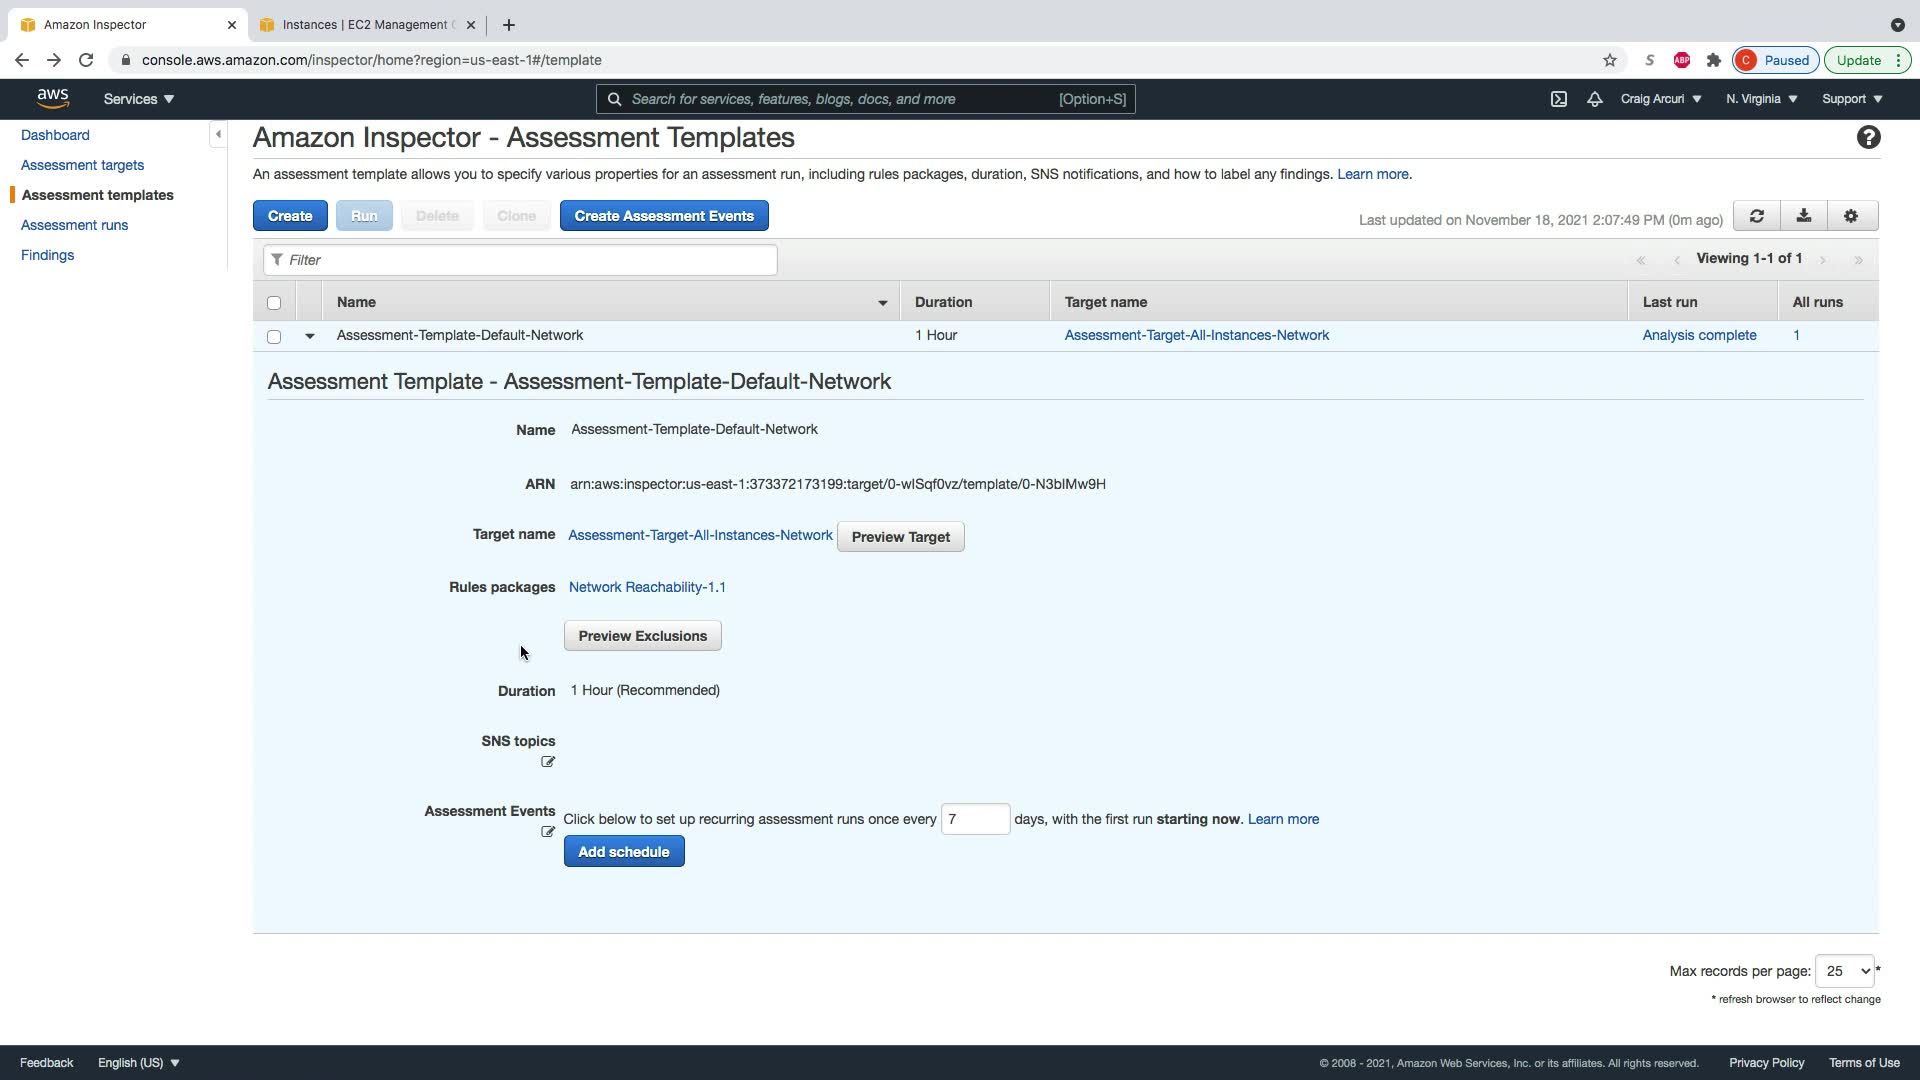 Amazon Inspector
Instances | EC2 Management
console.aws.amazon.com/inspector/home?region=us-east-1#/template
S
ABP
C Paused
Update
aws
Services
Search for services, features, blogs, docs, and more [Option+S]
Craig Arcuri
N. Virginia
Support
Dashboard
Assessment targets
Assessment templates
Assessment runs
Findings
Amazon Inspector - Assessment Templates
?
An assessment template allows you to specify various properties for an assessment run, including rules packages, duration, SNS notifications, and how to label any findings. Learn more.
Create Run Delete Clone Create Assessment Events
Last updated on November 18, 2021 2:07:49 PM (0m ago)
Filter
« ‹ Viewing 1-1 of 1 › »
Name Duration Target name Last run All runs
Assessment-Template-Default-Network 1 Hour Assessment-Target-All-Instances-Network Analysis complete 1
Assessment Template - Assessment-Template-Default-Network
Name Assessment-Template-Default-Network
ARN arn:aws:inspector:us-east-1:373372173199:target/0-wlSqf0vz/template/0-N3blMw9H
Target name Assessment-Target-All-Instances-Network Preview Target
Rules packages Network Reachability-1.1
Preview Exclusions
Duration 1 Hour (Recommended)
SNS topics
Assessment Events Click below to set up recurring assessment runs once every 7 days, with the first run starting now. Learn more
Add schedule
Max records per page: 25 *
* refresh browser to reflect change
Feedback English (US)
© 2008 - 2021, Amazon Web Services, Inc. or its affiliates. All rights reserved. Privacy Policy Terms of Use